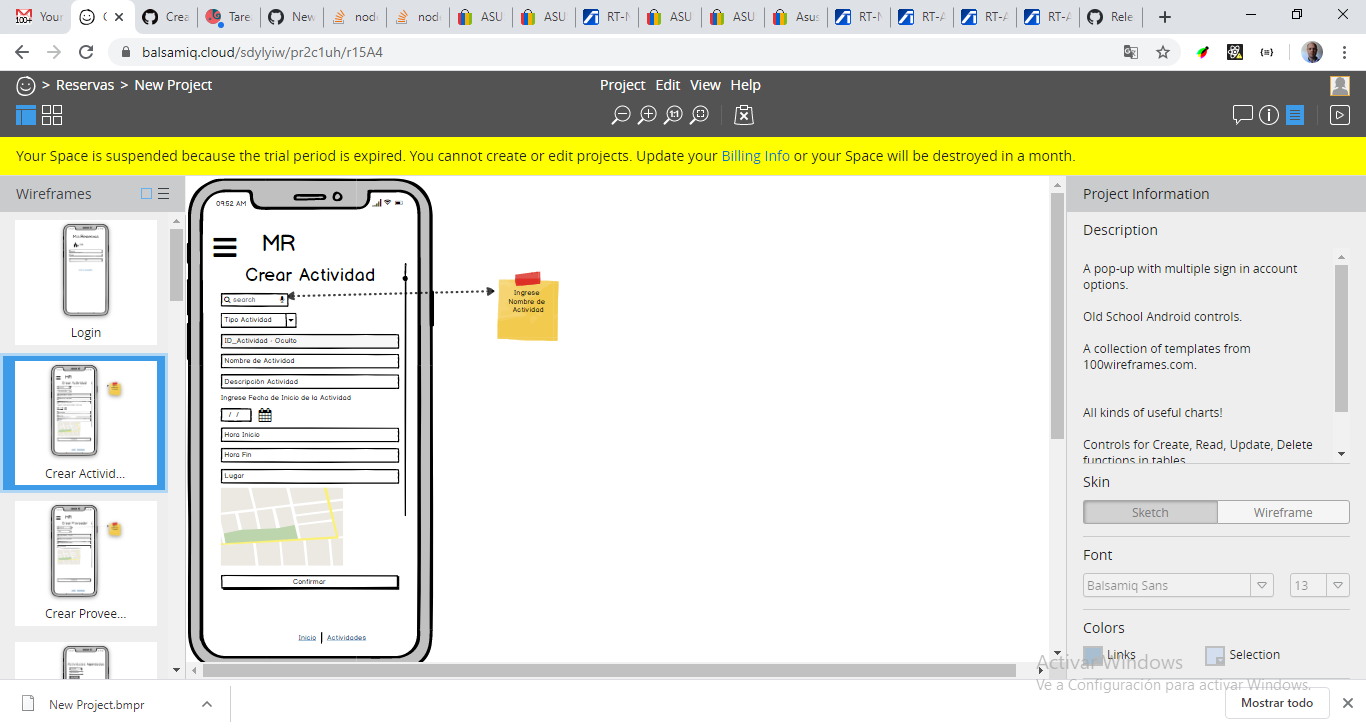 100+
Your
C
Crea
Tarea
New
node
node
ASU
ASU
RT-N
ASU
ASU
Asus
RT-N
RT-A
RT-A
RT-A
Rele
balsamiq.cloud/sdylyiw/pr2c1uh/r15A4
> Reservas > New Project
Project Edit View Help
1:1
Your Space is suspended because the trial period is expired. You cannot create or edit projects. Update your Billing Info or your Space will be destroyed in a month.
Wireframes
Login
Crear Activid...
Crear Provee...
09:52 AM
MR
Crear Actividad
search
Tipo Actividad
ID_Actividad - Oculto
Nombre de Actividad
Descripción Actividad
Ingrese Fecha de Inicio de la Actividad
/ /
Hora Inicio
Hora Fin
Lugar
Confirmar
Inicio
Actividades
Ingrese
Nombre de
Actividad
Project Information
Description
A pop-up with multiple sign in account
options.
Old School Android controls.
A collection of templates from
100wireframes.com.
All kinds of useful charts!
Controls for Create, Read, Update, Delete
functions in tables
Skin
Sketch
Wireframe
Font
Balsamiq Sans
13
Colors
Links
Selection
Activar Windows
Ve a Configuración para activar Windows.
New Project.bmpr
Mostrar todo